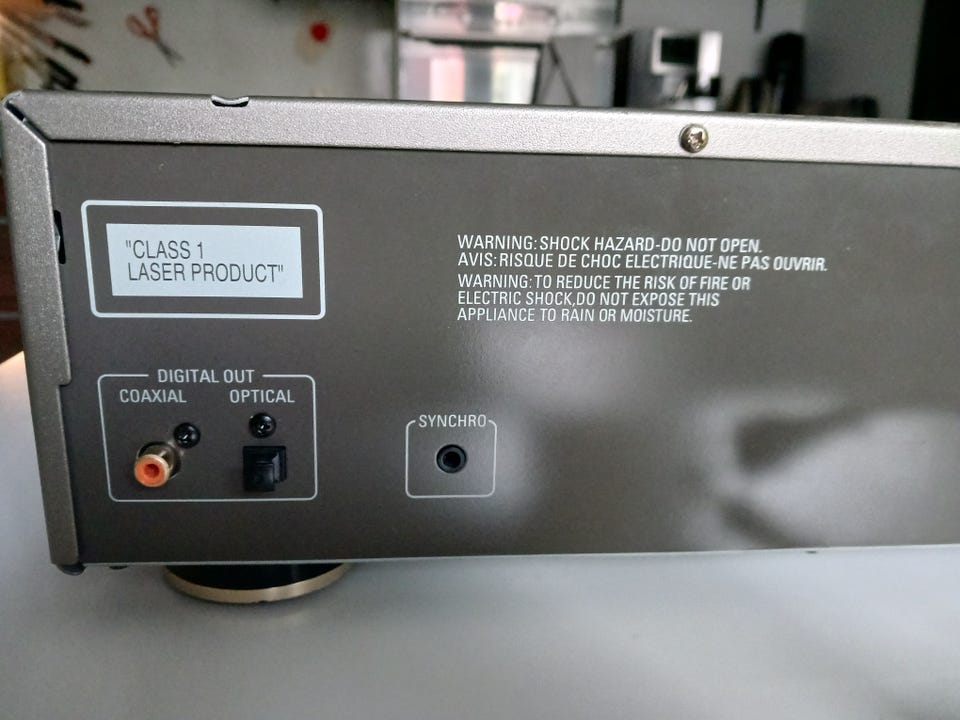 "CLASS 1
LASER PRODUCT"
WARNING: SHOCK HAZARD-DO NOT OPEN.
AVIS: RISQUE DE CHOC ELECTRIQUE-NE PAS OUVRIR.
WARNING: TO REDUCE THE RISK OF FIRE OR
ELECTRIC SHOCK,DO NOT EXPOSE THIS
APPLIANCE TO RAIN OR MOISTURE.
DIGITAL OUT
COAXIAL OPTICAL
SYNCHRO